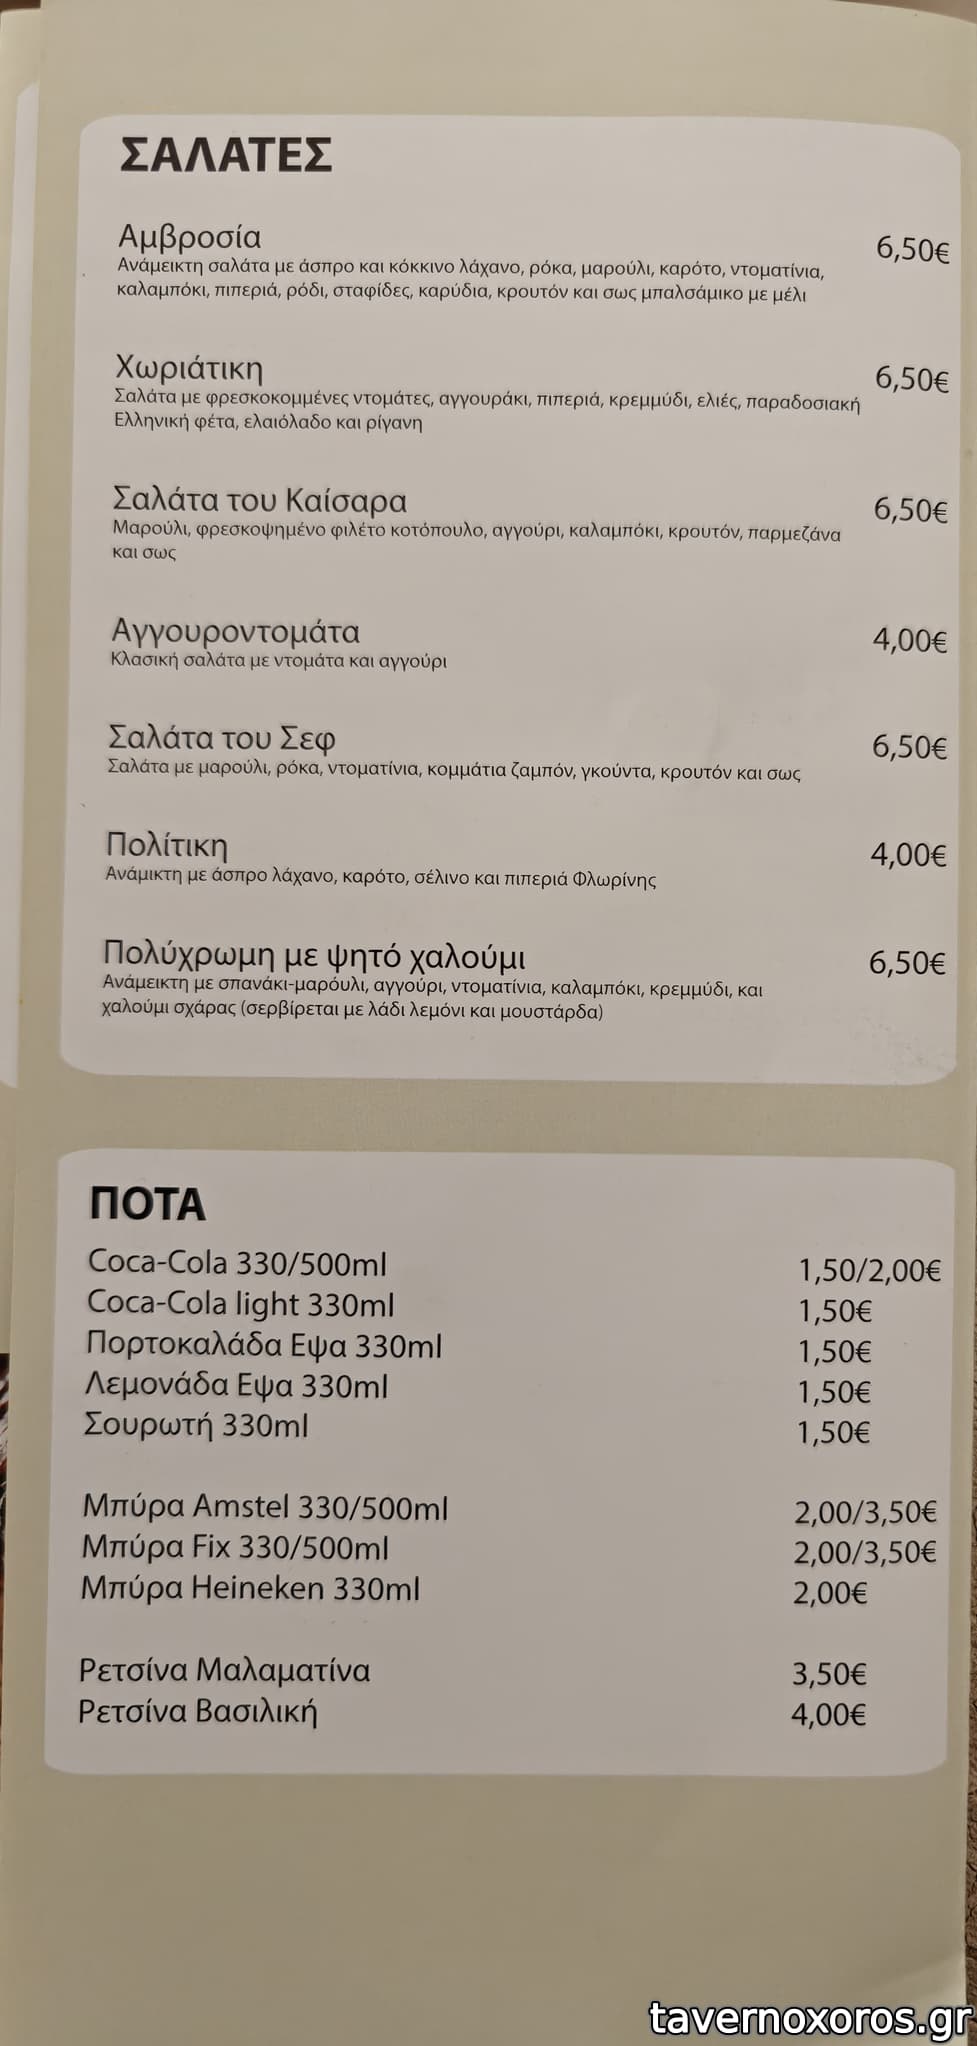 ΣΑΛΑΤΕΣ
Αμβροσία 6,50€
Ανάμεικτη σαλάτα με άσπρο και κόκκινο λάχανο, ρόκα, μαρούλι, καρότο, ντοματίνια,
καλαμπόκι, πιπεριά, ρόδι, σταφίδες, καρύδια, κρουτόν και σως μπαλσάμικο με μέλι
Χωριάτικη 6,50€
Σαλάτα με φρεσκοκομμένες ντομάτες, αγγουράκι, πιπεριά, κρεμμύδι, ελιές, παραδοσιακή
Ελληνική φέτα, ελαιόλαδο και ρίγανη
Σαλάτα του Καίσαρα 6,50€
Μαρούλι, φρεσκοψημένο φιλέτο κοτόπουλο, αγγούρι, καλαμπόκι, κρουτόν, παρμεζάνα
και σως
Αγγουροντομάτα 4,00€
Κλασική σαλάτα με ντομάτα και αγγούρι
Σαλάτα του Σεφ 6,50€
Σαλάτα με μαρούλι, ρόκα, ντοματίνια, κομμάτια ζαμπόν, γκούντα, κρουτόν και σως
Πολίτικη 4,00€
Ανάμικτη με άσπρο λάχανο, καρότο, σέλινο και πιπεριά Φλωρίνης
Πολύχρωμη με ψητό χαλούμι 6,50€
Ανάμεικτη με σπανάκι-μαρόυλι, αγγούρι, ντοματίνια, καλαμπόκι, κρεμμύδι, και
χαλούμι σχάρας (σερβίρεται με λάδι λεμόνι και μουστάρδα)
ΠΟΤΑ
Coca-Cola 330/500ml 1,50/2,00€
Coca-Cola light 330ml 1,50€
Πορτοκαλάδα Εψα 330ml 1,50€
Λεμονάδα Εψα 330ml 1,50€
Σουρωτή 330ml 1,50€
Μπύρα Amstel 330/500ml 2,00/3,50€
Μπύρα Fix 330/500ml 2,00/3,50€
Μπύρα Heineken 330ml 2,00€
Ρετσίνα Μαλαματίνα 3,50€
Ρετσίνα Βασιλική 4,00€
tavernoxoros.gr